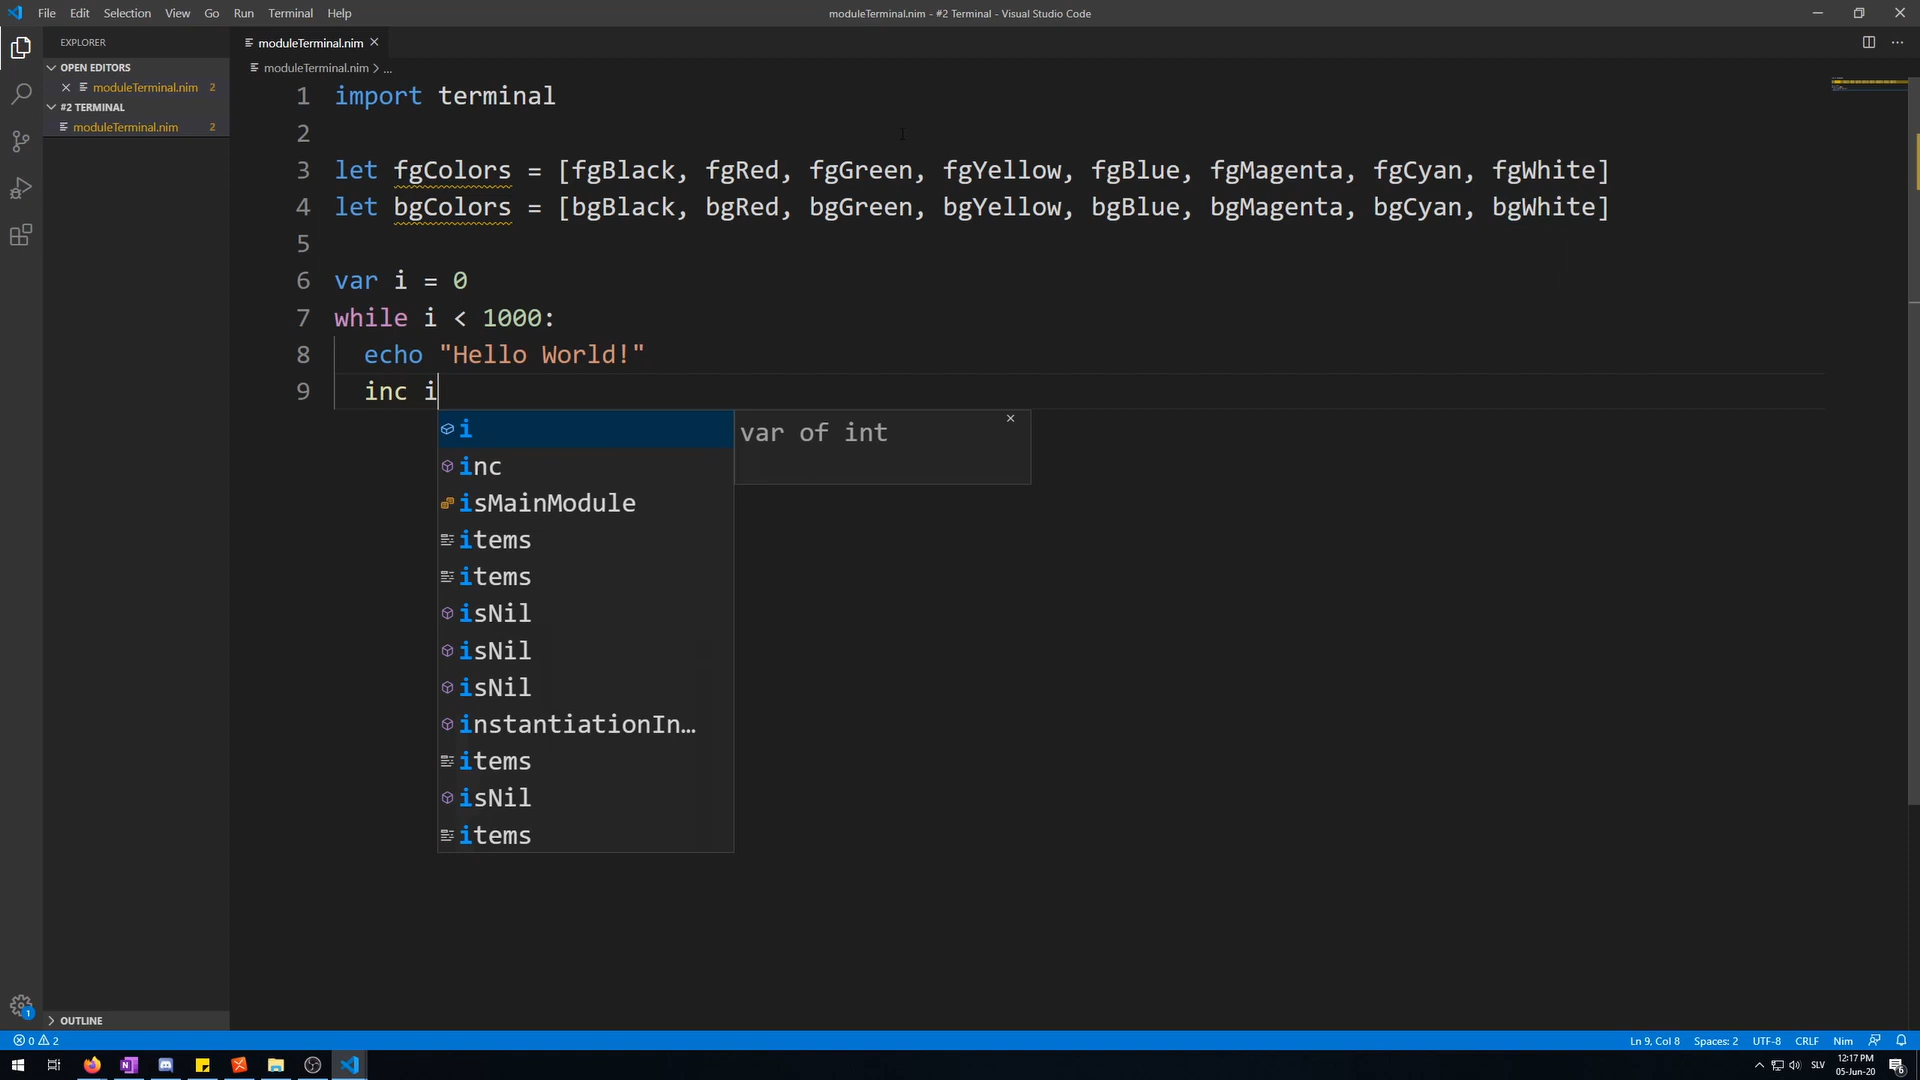 File Edit Selection View Go Run Terminal Help
moduleTerminal.nim - #2 Terminal - Visual Studio Code
EXPLORER
OPEN EDITORS
moduleTerminal.nim 2
#2 TERMINAL
moduleTerminal.nim 2
OUTLINE
moduleTerminal.nim
moduleTerminal.nim > ...
1 import terminal
2
3 let fgColors = [fgBlack, fgRed, fgGreen, fgYellow, fgBlue, fgMagenta, fgCyan, fgWhite]
4 let bgColors = [bgBlack, bgRed, bgGreen, bgYellow, bgBlue, bgMagenta, bgCyan, bgWhite]
5
6 var i = 0
7 while i < 1000:
8 echo "Hello World!"
9 inc i
i
var of int
inc
isMainModule
items
items
isNil
isNil
isNil
instantiationIn…
items
isNil
items
1
0 2
Ln 9, Col 8 Spaces: 2 UTF-8 CRLF Nim
SLV
12:17 PM
05-Jun-20
6